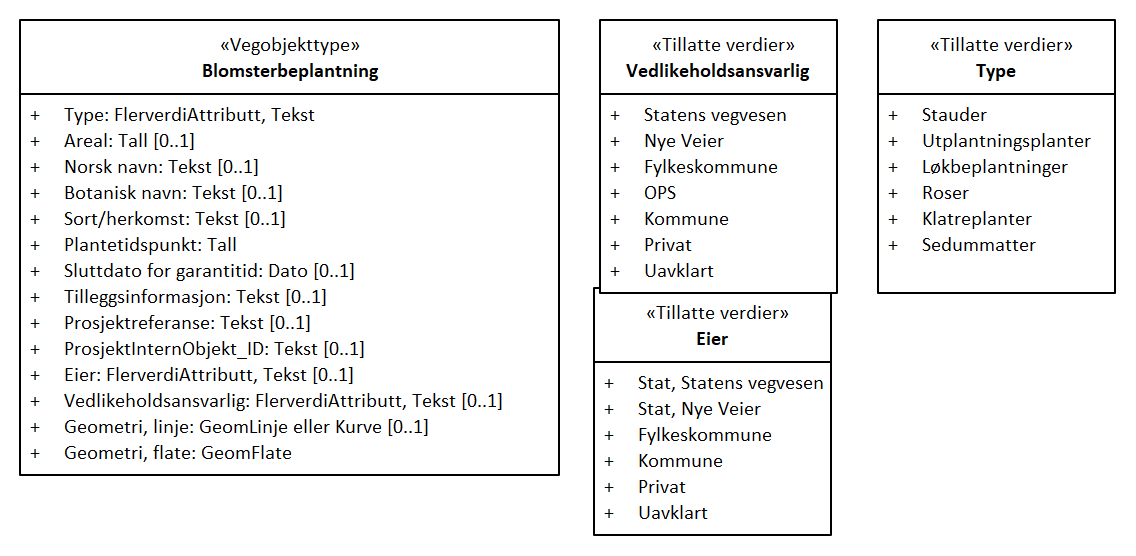 «Vegobjekttype»
Blomsterbeplantning
+ Type: FlerverdiAttributt, Tekst
+ Areal: Tall [0..1]
+ Norsk navn: Tekst [0..1]
+ Botanisk navn: Tekst [0..1]
+ Sort/herkomst: Tekst [0..1]
+ Plantetidspunkt: Tall
+ Sluttdato for garantitid: Dato [0..1]
+ Tilleggsinformasjon: Tekst [0..1]
+ Prosjektreferanse: Tekst [0..1]
+ ProsjektInternObjekt_ID: Tekst [0..1]
+ Eier: FlerverdiAttributt, Tekst [0..1]
+ Vedlikeholdsansvarlig: FlerverdiAttributt, Tekst [0..1]
+ Geometri, linje: GeomLinje eller Kurve [0..1]
+ Geometri, flate: GeomFlate
«Tillatte verdier»
Vedlikeholdsansvarlig
+ Statens vegvesen
+ Nye Veier
+ Fylkeskommune
+ OPS
+ Kommune
+ Privat
+ Uavklart
«Tillatte verdier»
Eier
+ Stat, Statens vegvesen
+ Stat, Nye Veier
+ Fylkeskommune
+ Kommune
+ Privat
+ Uavklart
«Tillatte verdier»
Type
+ Stauder
+ Utplantningsplanter
+ Løkbeplantninger
+ Roser
+ Klatreplanter
+ Sedummatter